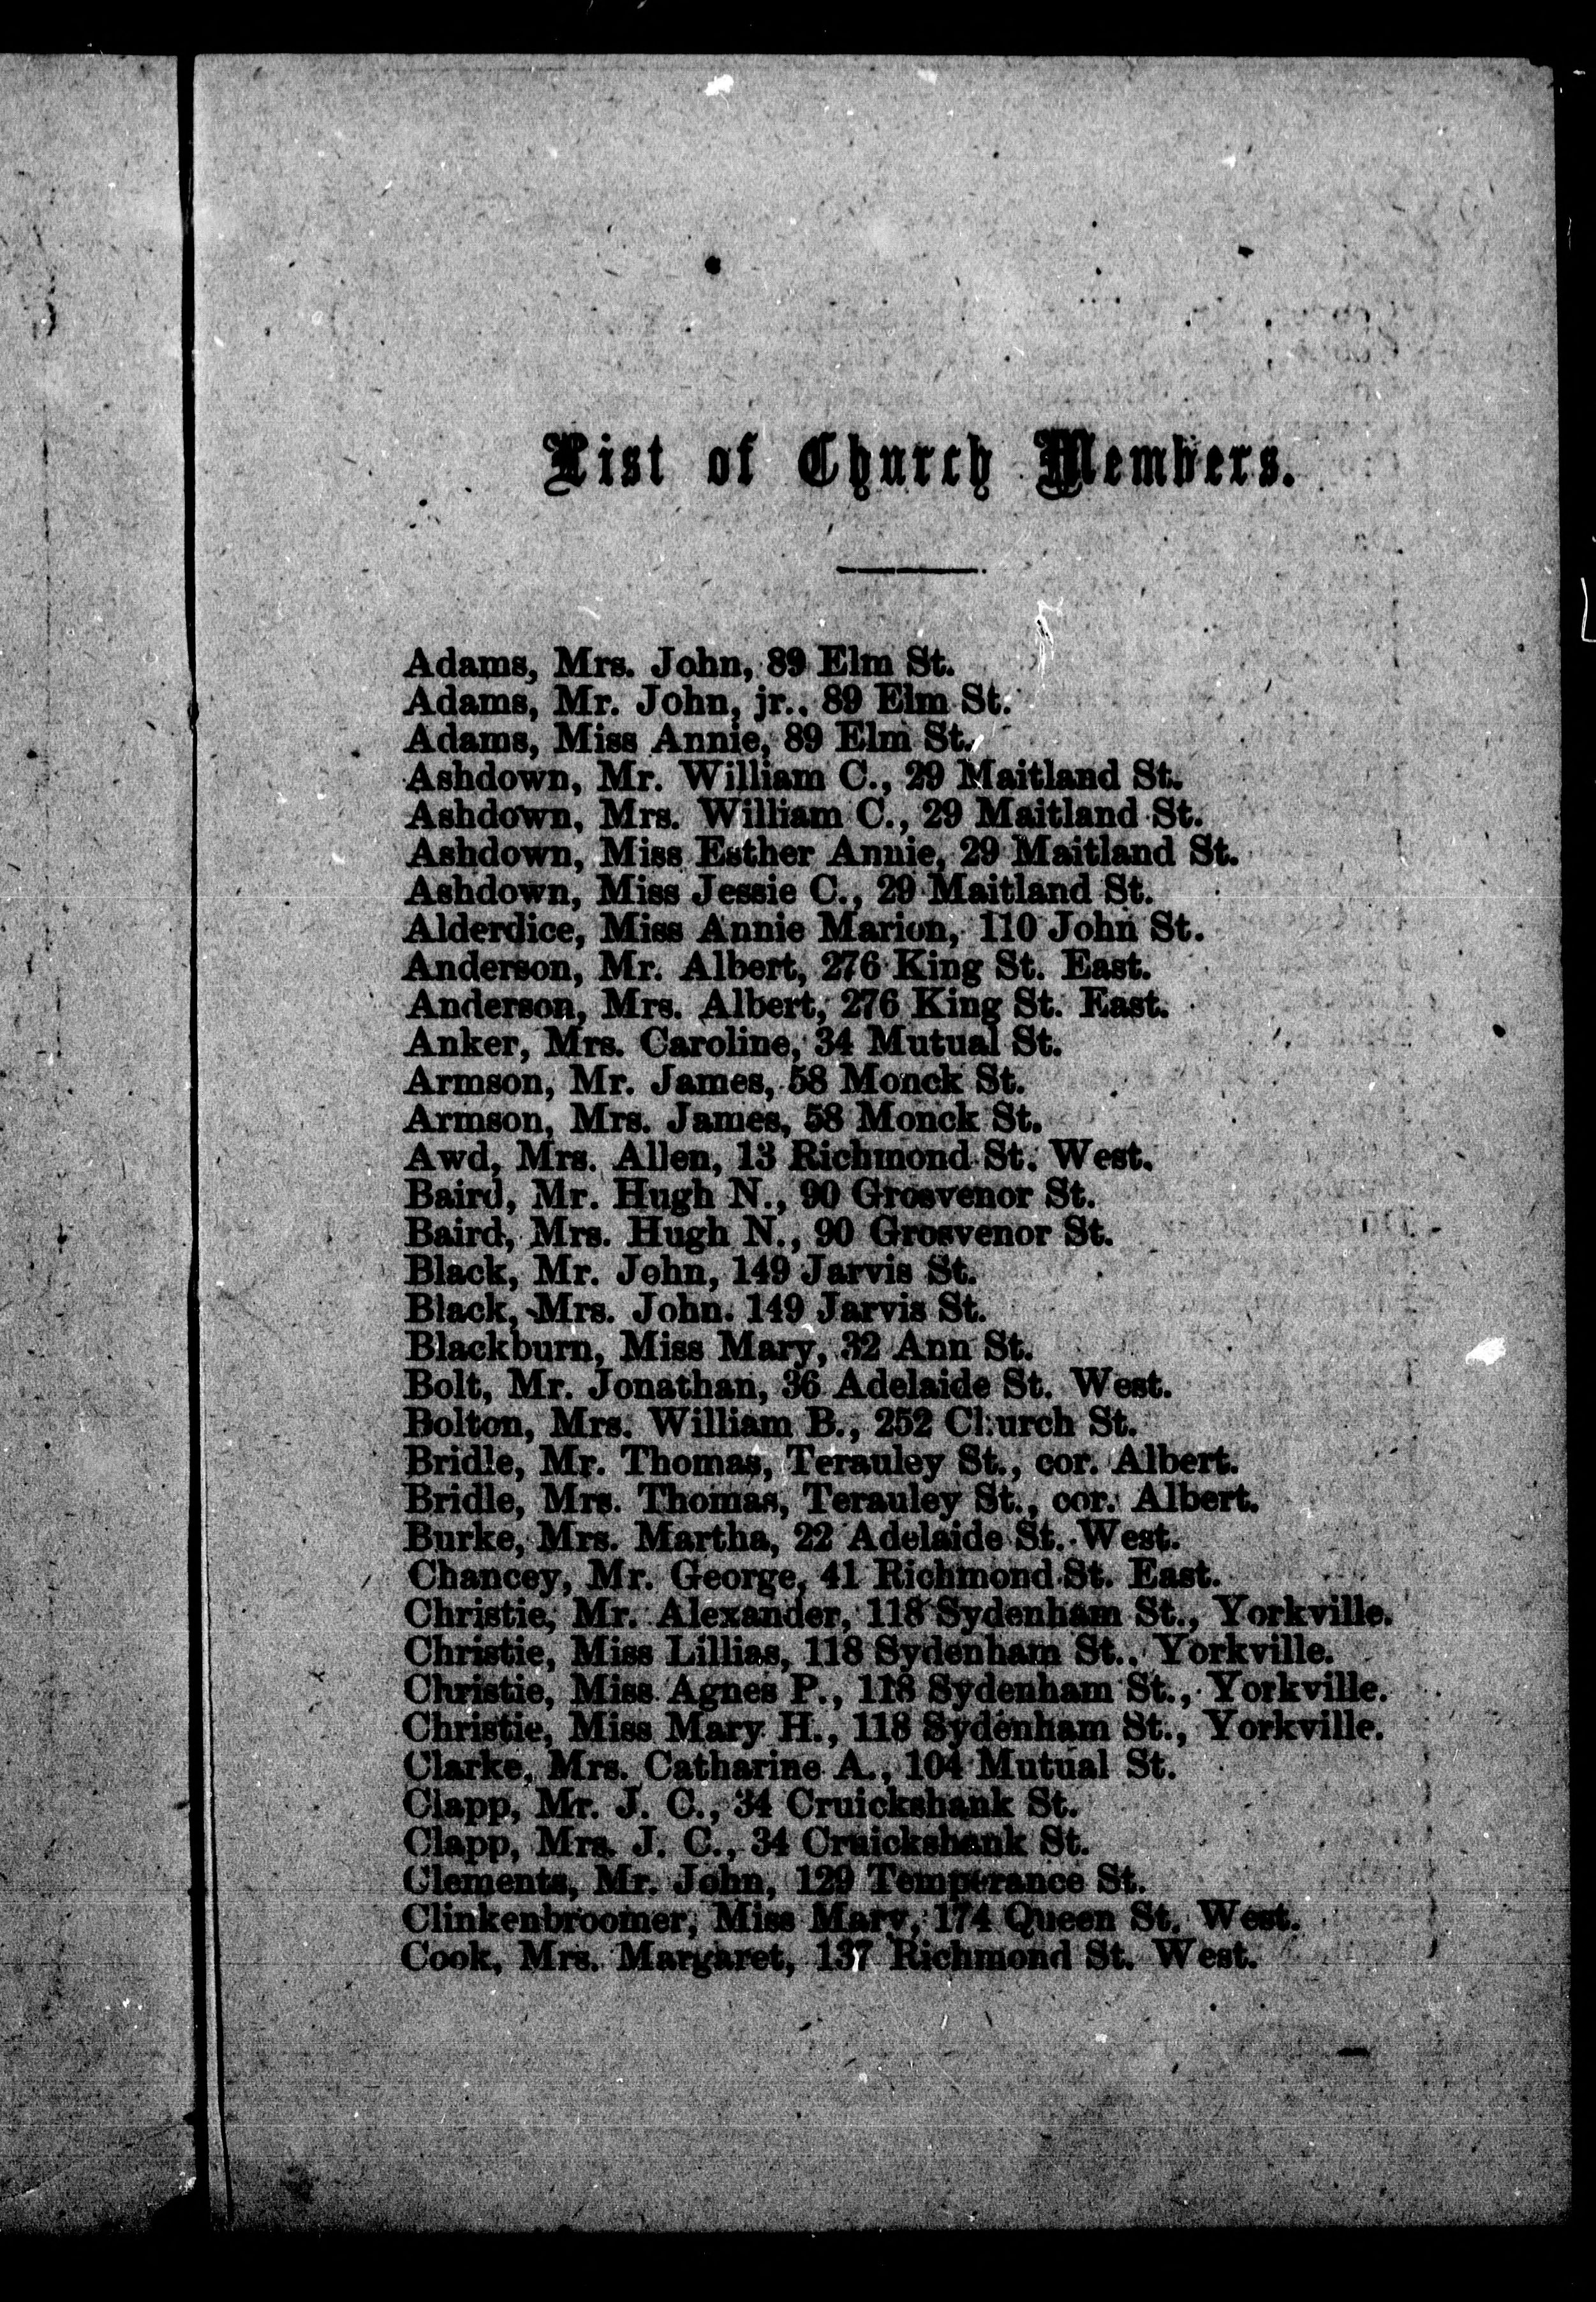 List of Church Members.
Adams, Mrs. John, 89 Elm St.
Adams, Mr. John, jr.. 89 Elm St.
Adams, Miss Annie, 89 Elm St.
Ashdown, Mr. William C., 29 Maitland St.
Ashdown, Mrs. William C., 29 Maitland St.
Ashdown, Miss Esther Annie, 29 Maitland St.
Ashdown, Miss Jessie C., 29 Maitland St.
Alderdice, Miss Annie Marion, 110 John St.
Anderson, Mr. Albert, 276 King St. East.
Anderson, Mrs. Albert, 276 King St. East.
Anker, Mrs. Caroline, 34 Mutual St.
Armson, Mr. James, 58 Monck St.
Armson, Mrs. James, 58 Monck St.
Awd, Mrs. Allen, 13 Richmond St. West.
Baird, Mr. Hugh N., 90 Grosvenor St.
Baird, Mrs. Hugh N., 90 Grosvenor St.
Black, Mr. John, 149 Jarvis St.
Black, Mrs. John. 149 Jarvis St.
Blackburn, Miss Mary, 32 Ann St.
Bolt, Mr. Jonathan, 36 Adelaide St. West.
Bolton, Mrs. William B., 252 Church St.
Bridle, Mr. Thomas, Terauley St., cor. Albert.
Bridle, Mrs. Thomas, Terauley St., cor. Albert.
Burke, Mrs. Martha, 22 Adelaide St. West.
Chancey, Mr. George, 41 Richmond St. East.
Christie, Mr. Alexander, 118 Sydenham St., Yorkville.
Christie, Miss Lillias, 118 Sydenham St.. Yorkville.
Christie, Miss Agnes P., 118 Sydenham St., Yorkville.
Christie, Miss Mary H., 118 Sydenham St., Yorkville.
Clarke, Mrs. Catharine A., 104 Mutual St.
Clapp, Mr. J. C., 34 Cruickshank St.
Clapp, Mrs. J. C., 34 Cruickshank St.
Clements, Mr. John, 129 Temperance St.
Clinkenbroomer, Miss Mary, 174 Queen St. West.
Cook, Mrs. Margaret, 137 Richmond St. West.